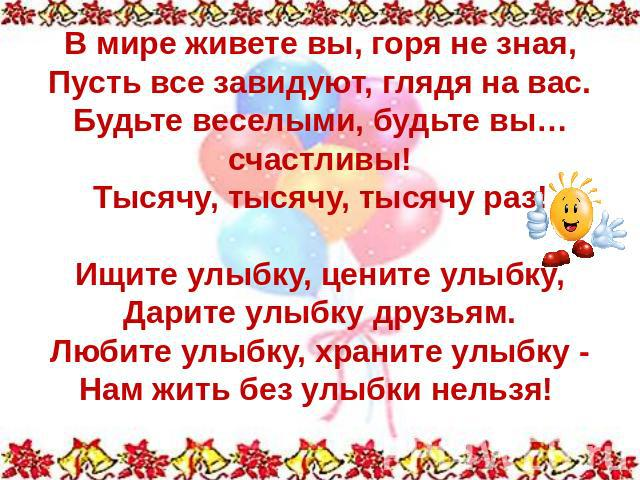 В мире живете вы, горя не зная,
Пусть все завидуют, глядя на вас.
Будьте веселыми, будьте вы…
счастливы!
Тысячу, тысячу, тысячу раз!
Ищите улыбку, цените улыбку,
Дарите улыбку друзьям.
Любите улыбку, храните улыбку -
Нам жить без улыбки нельзя!